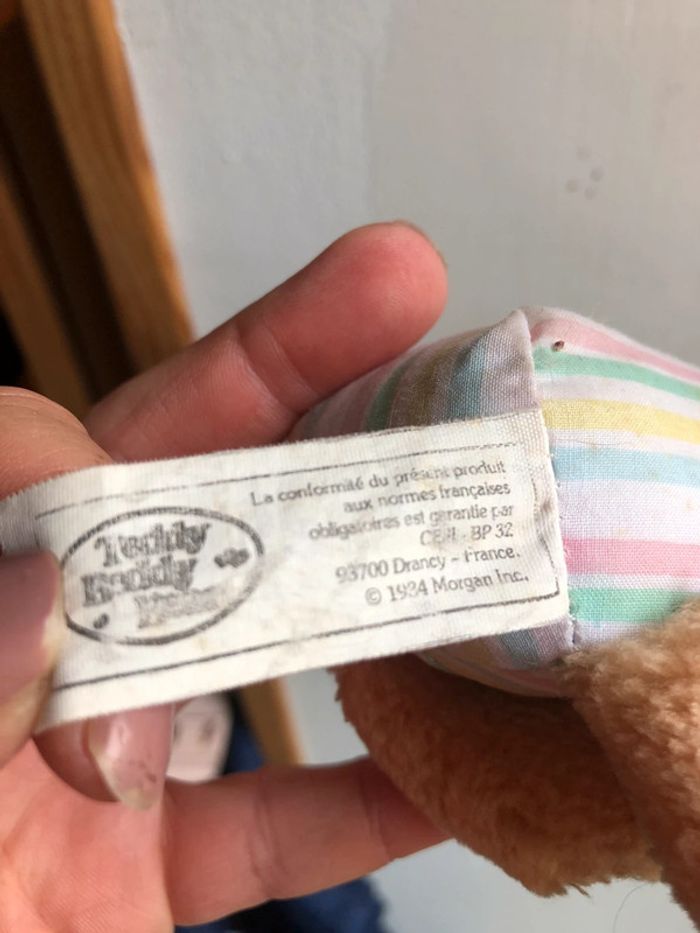 Teddy
Beddy
La conformité du présent produit
aux normes françaises
obligatoires est garantie par
BP 32
93700 Drancy - France.
© 1984 Morgan Inc.